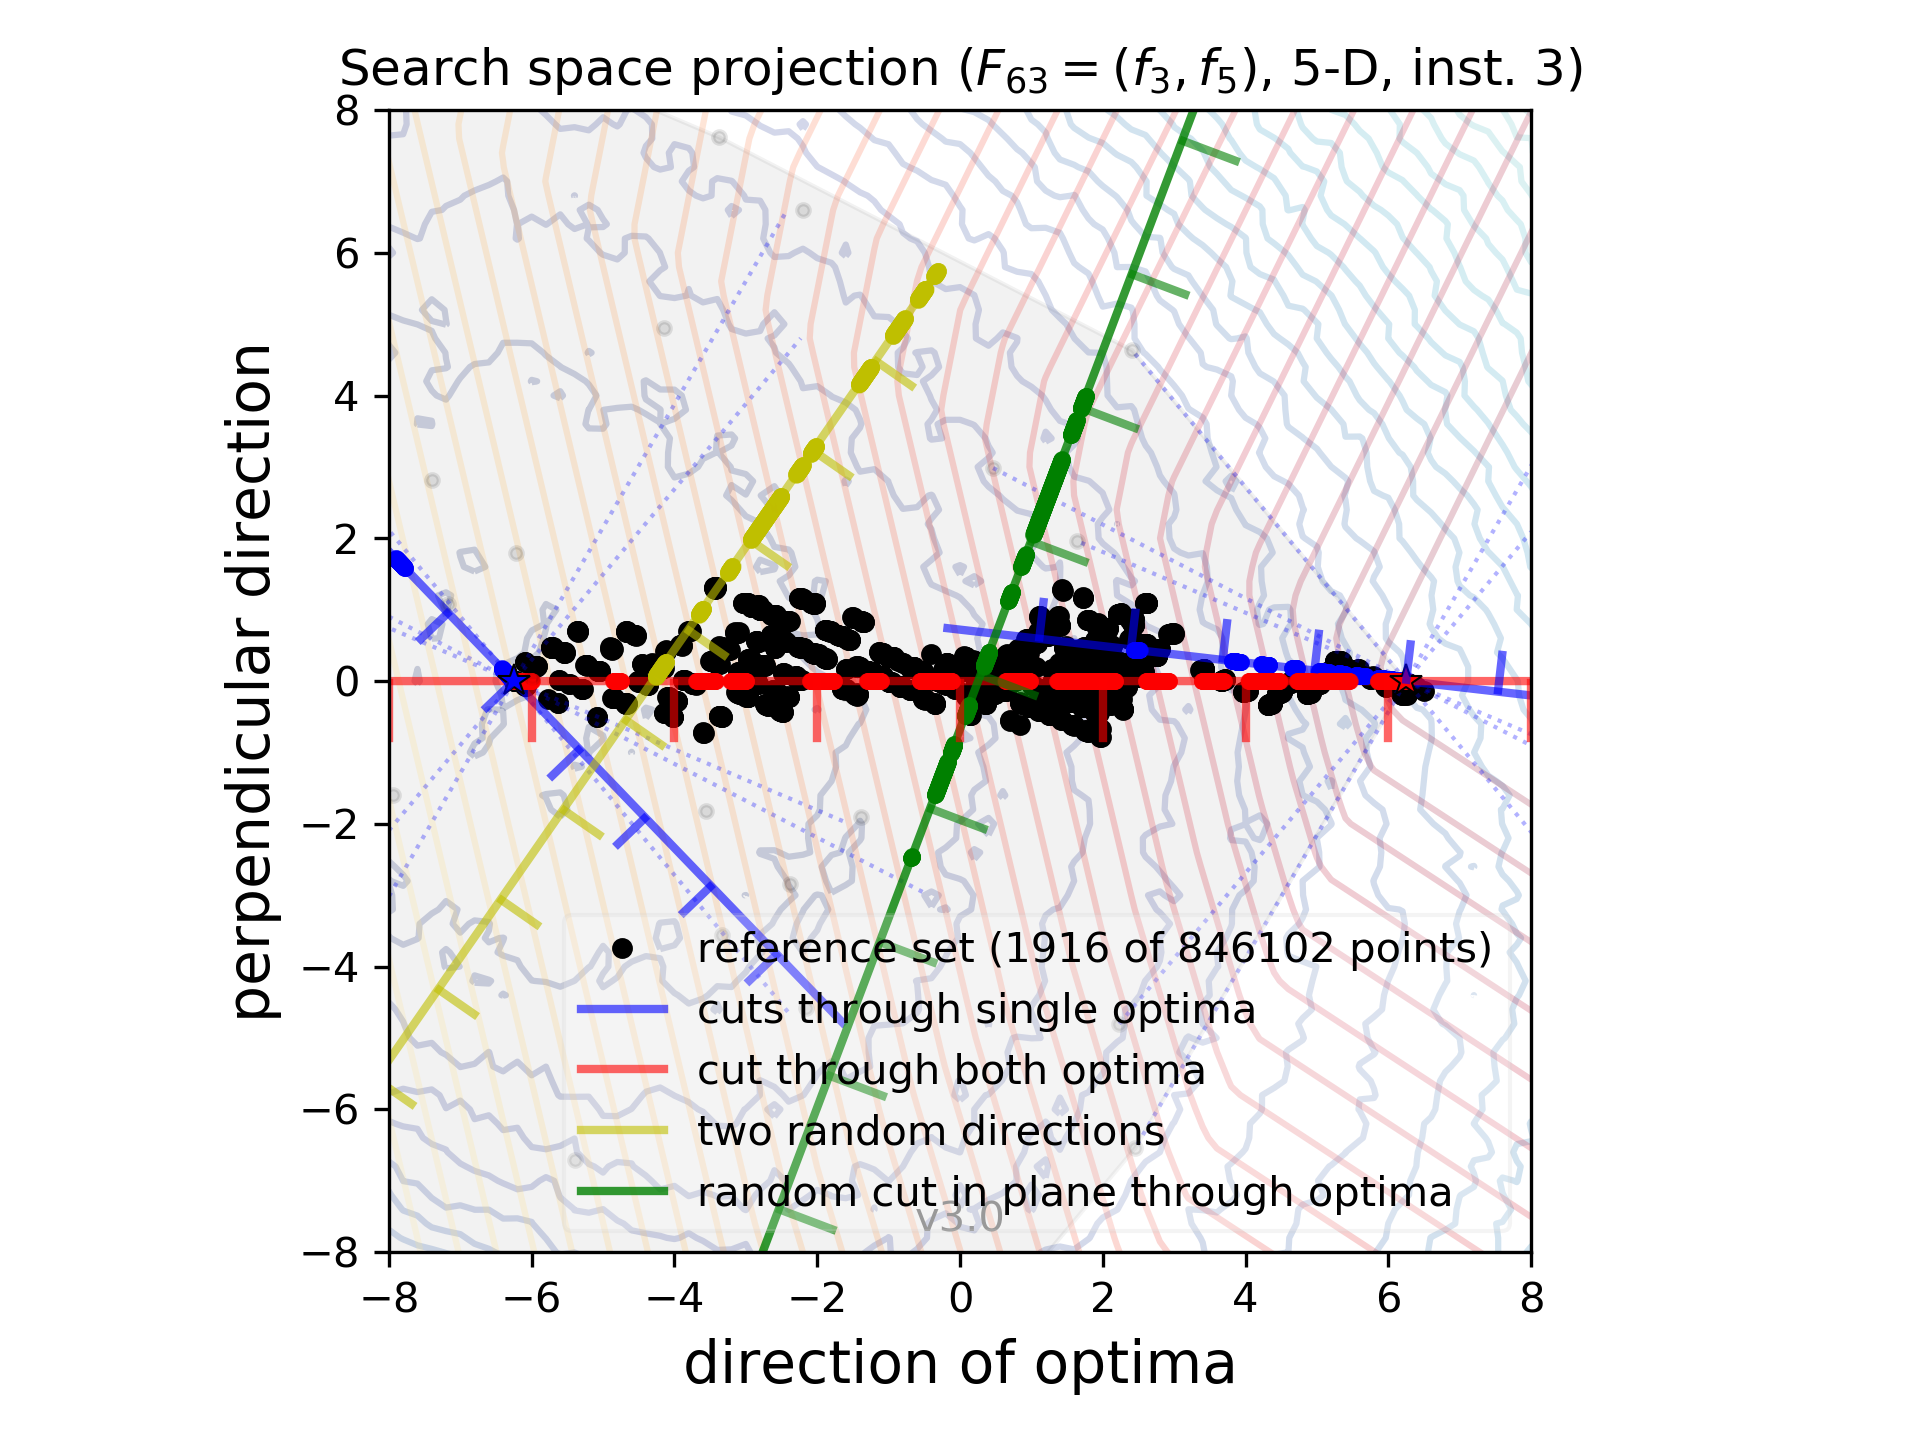 Search space projection (F₆₃ = (f₃, f₅), 5-D, inst. 3)
perpendicular direction
8
6
4
2
0
−2
−4
−6
−8
reference set (1916 of 846102 points)
cuts through single optima
cut through both optima
two random directions
random cut in plane through optima
v3.0
−8 −6 −4 −2 0 2 4 6 8
direction of optima